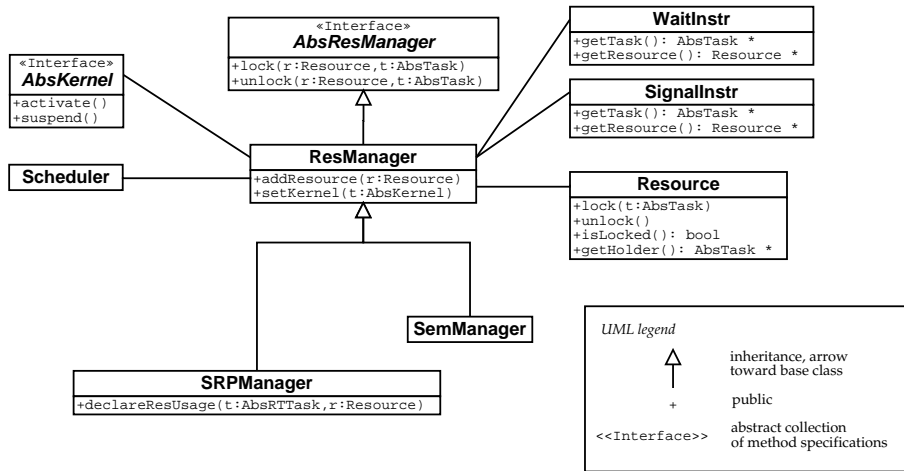 «Interface»
AbsResManager
+lock(r:Resource,t:AbsTask)
+unlock(r:Resource,t:AbsTask)
«Interface»
AbsKernel
+activate()
+suspend()
WaitInstr
+getTask(): AbsTask *
+getResource(): Resource *
SignalInstr
+getTask(): AbsTask *
+getResource(): Resource *
ResManager
+addResource(r:Resource)
+setKernel(t:AbsKernel)
Scheduler
Resource
+lock(t:AbsTask)
+unlock()
+isLocked(): bool
+getHolder(): AbsTask *
SemManager
SRPManager
+declareResUsage(t:AbsRTTask,r:Resource)
UML legend
inheritance, arrow
toward base class
+ public
<<Interface>> abstract collection
of method specifications